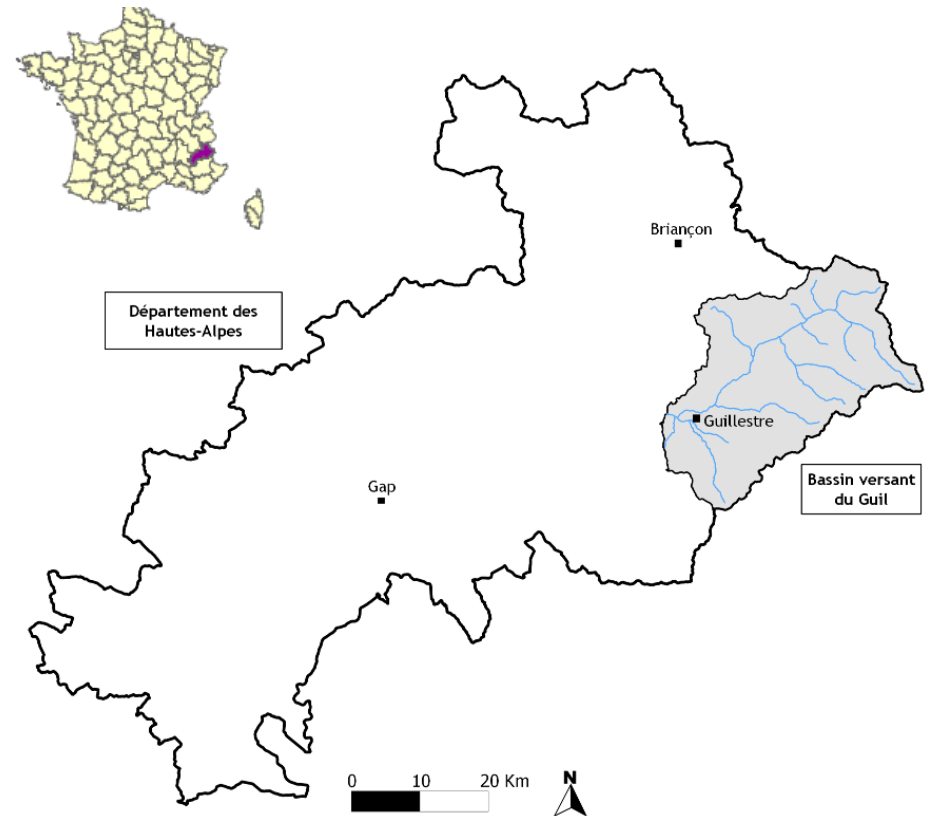 Briançon
Département des
Hautes-Alpes
Guillestre
Bassin versant
du Guil
Gap
0 10 20 Km
N